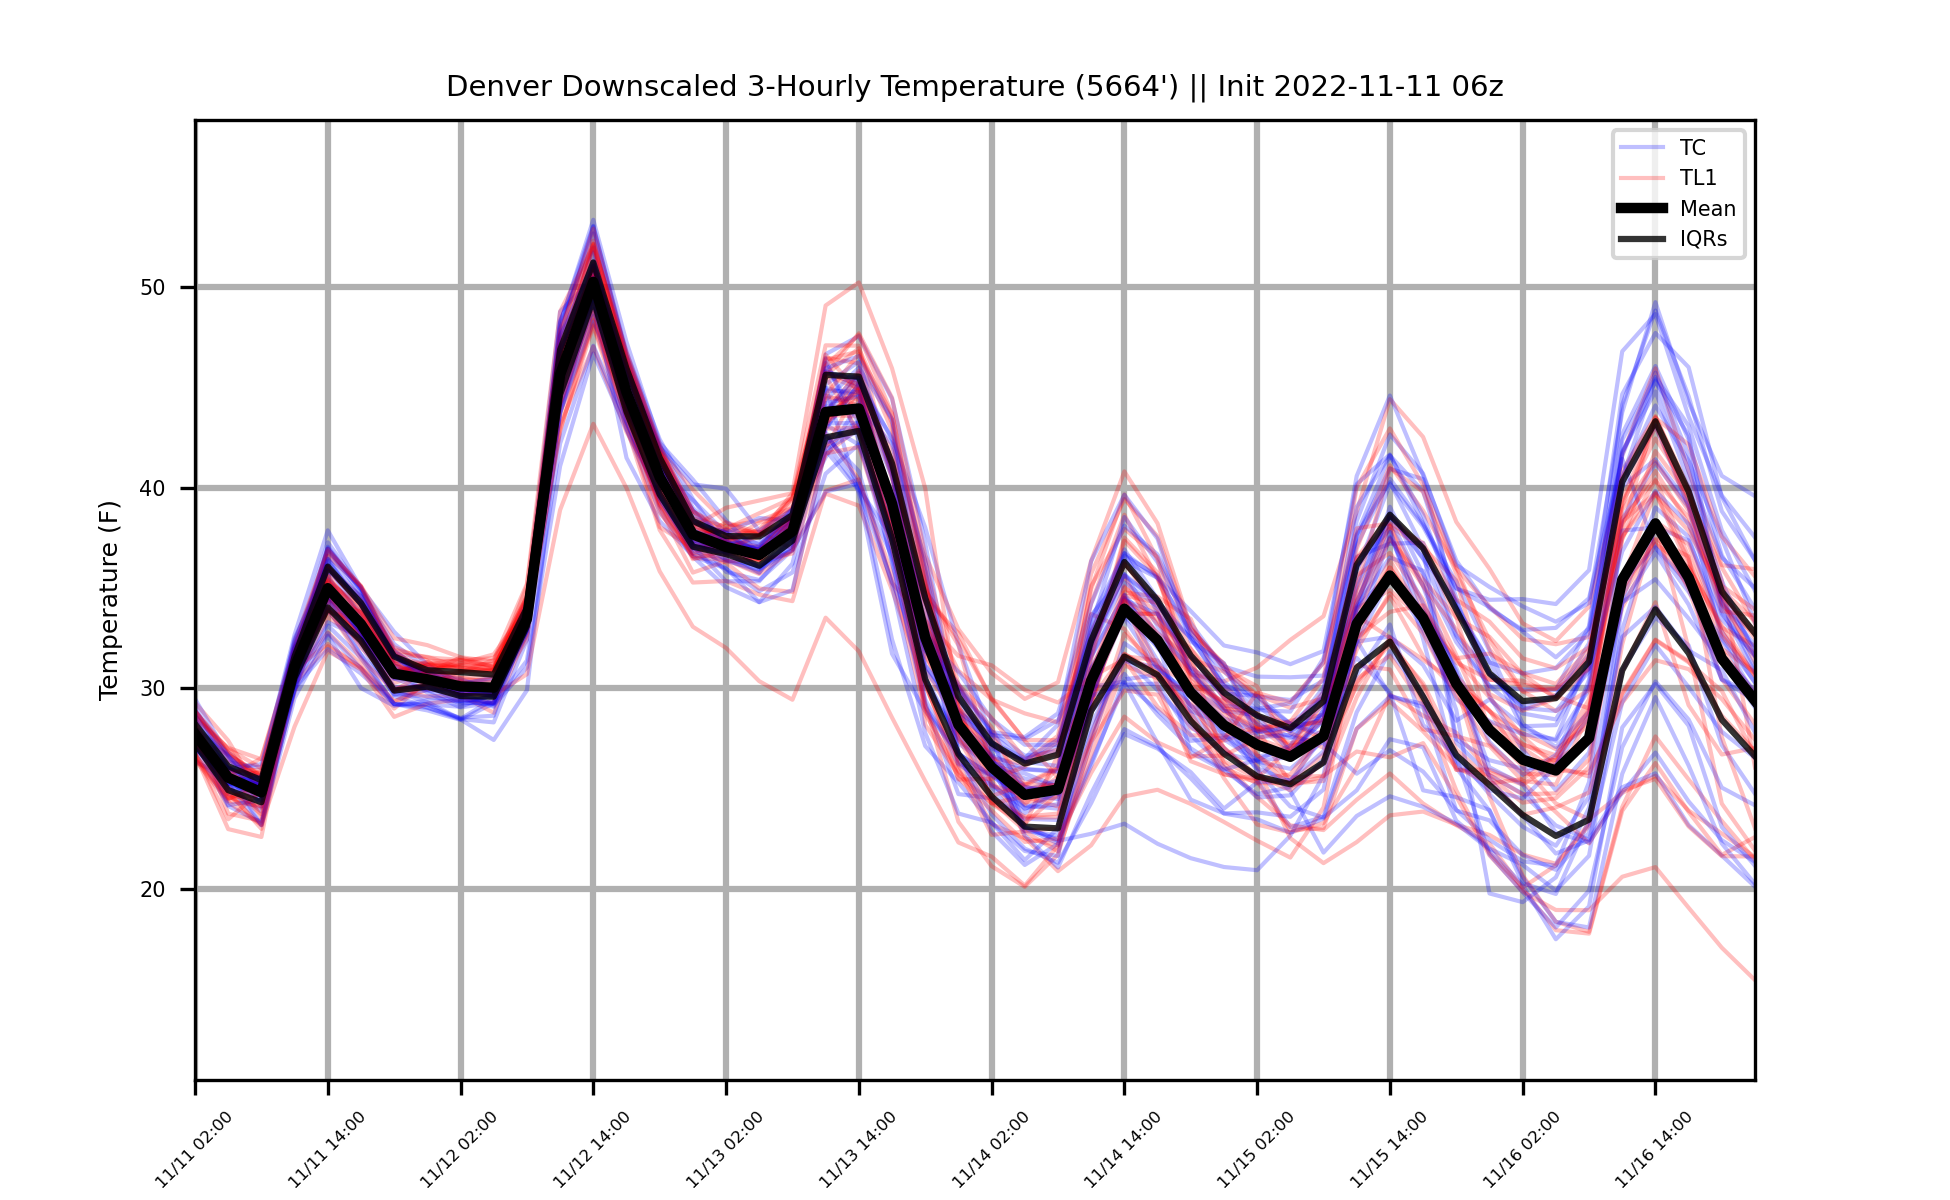 Denver Downscaled 3-Hourly Temperature (5664') || Init 2022-11-11 06z
TC
TL1
Mean
IQRs
Temperature (F)
50
40
30
20
11/11 02:00
11/11 14:00
11/12 02:00
11/12 14:00
11/13 02:00
11/13 14:00
11/14 02:00
11/14 14:00
11/15 02:00
11/15 14:00
11/16 02:00
11/16 14:00